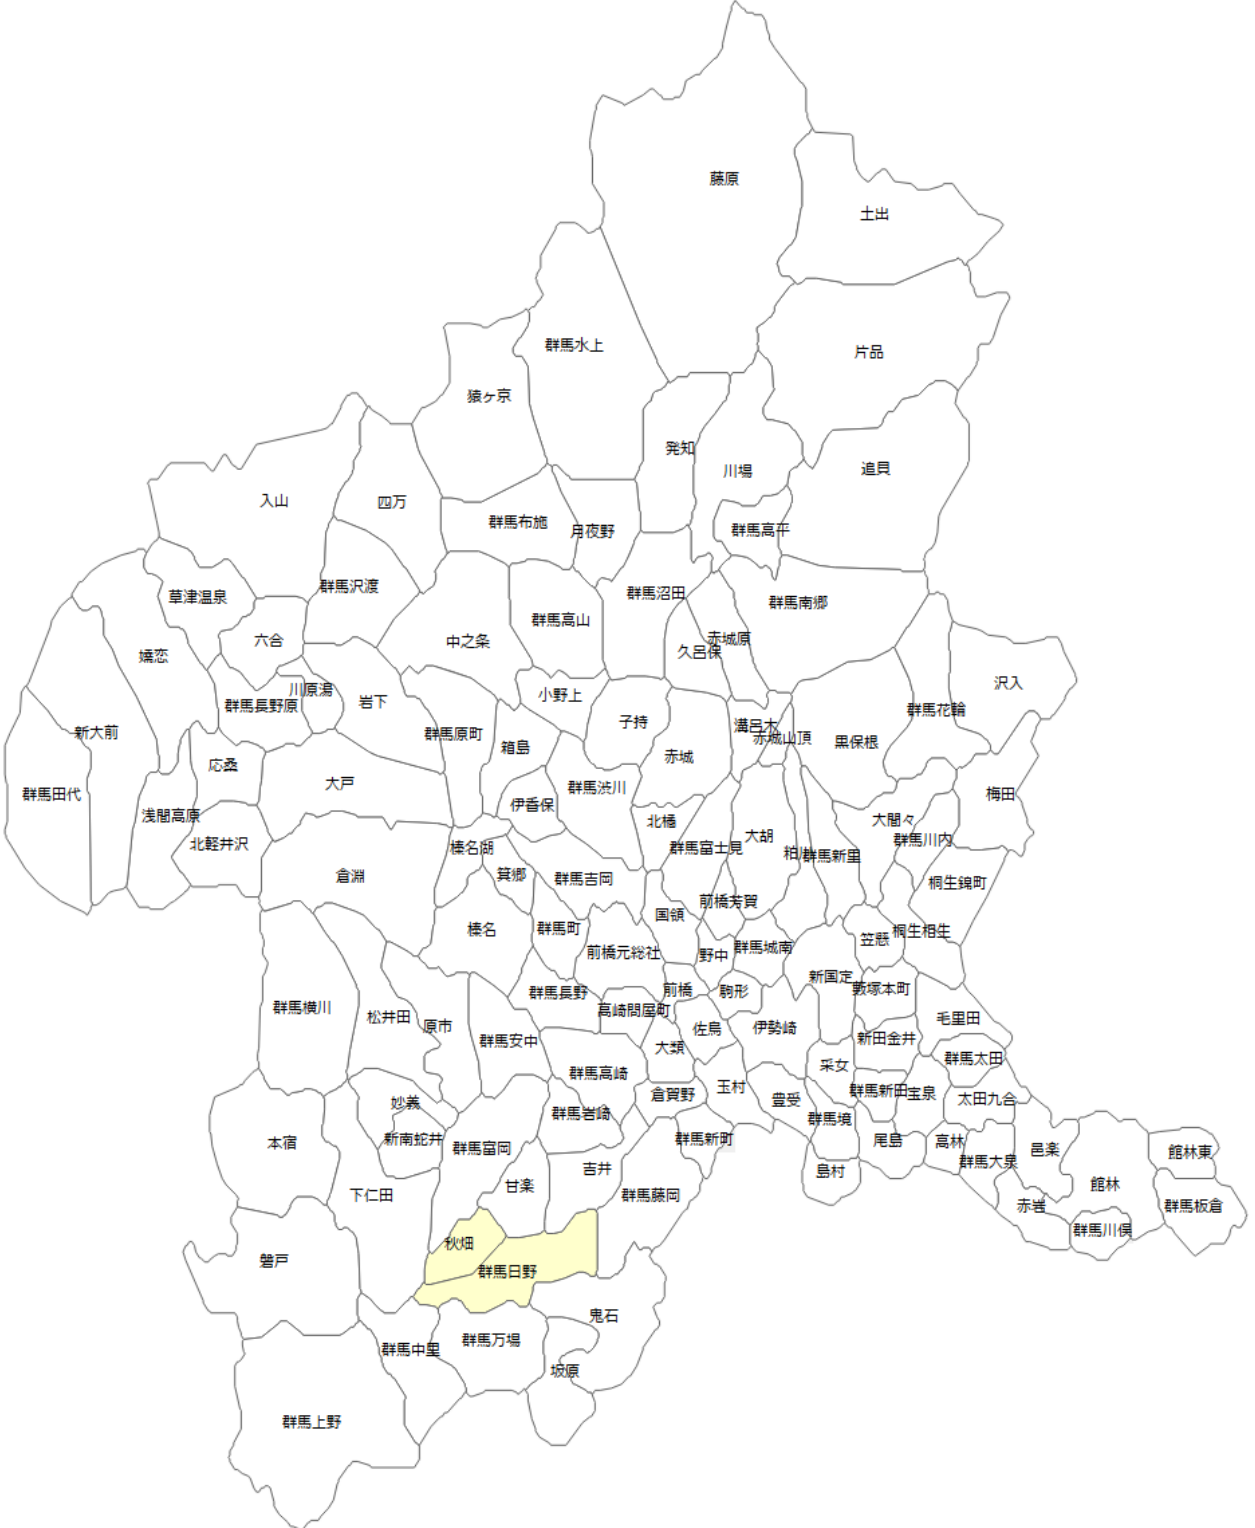 藤原
土出
群馬水上
片品
猿ヶ京
発知
川場
追貝
入山
四万
群馬布施
月夜野
群馬高平
群馬沢渡
草津温泉
群馬沼田
群馬南郷
群馬高山
六合
中之条
赤城原
久呂保
嬬恋
沢入
川原湯
群馬長野原
岩下
小野上
群馬花輪
子持
溝呂木
新大前
群馬原町
赤城山頂
黒保根
箱島
赤城
応桑
大戸
群馬渋川
群馬田代
梅田
伊香保
浅間高原
北橘
大間々
大胡
群馬川内
北軽井沢
榛名湖
群馬富士見
粕川
群馬新里
倉淵
箕郷
群馬吉岡
桐生錦町
前橋芳賀
国領
榛名
群馬町
桐生相生
笠懸
前橋元総社
野中
群馬城南
新国定
群馬長野
前橋
駒形
藪塚本町
群馬横川
高崎問屋町
松井田
原市
佐鳥
伊勢崎
毛里田
群馬安中
大類
新田金井
群馬太田
采女
群馬高崎
玉村
倉賀野
群馬新田
宝泉
豊受
太田九合
妙義
群馬岩崎
群馬境
本宿
新南蛇井
群馬富岡
群馬新町
尾島
高林
邑楽
館林東
群馬大泉
吉井
島村
下仁田
甘楽
群馬藤岡
館林
赤岩
群馬板倉
群馬川俣
秋畑
磐戸
群馬日野
鬼石
群馬中里
群馬万場
坂原
群馬上野